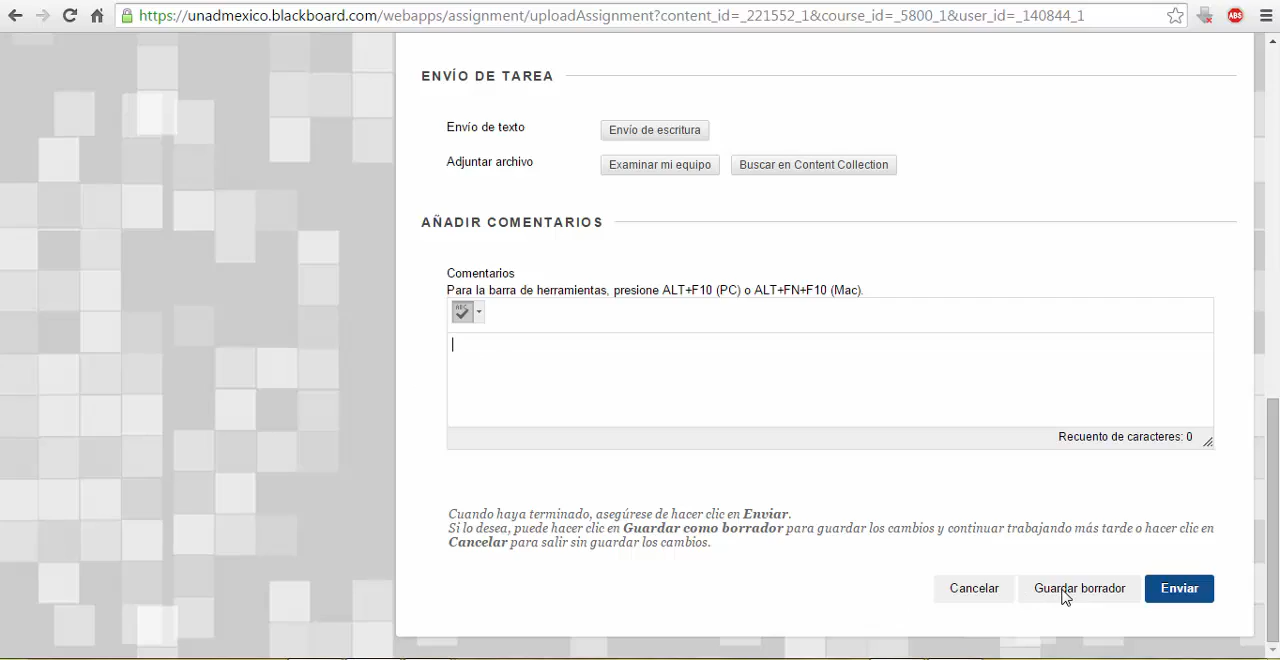 https://unadmexico.blackboard.com/webapps/assignment/uploadAssignment?content_id=_221552_1&course_id=_5800_1&user_id=_140844_1
ABS
ENVÍO DE TAREA
Envío de texto
Envío de escritura
Adjuntar archivo
Examinar mi equipo
Buscar en Content Collection
AÑADIR COMENTARIOS
Comentarios
Para la barra de herramientas, presione ALT+F10 (PC) o ALT+FN+F10 (Mac).
ABC
Recuento de caracteres: 0
Cuando haya terminado, asegúrese de hacer clic en Enviar.
Si lo desea, puede hacer clic en Guardar como borrador para guardar los cambios y continuar trabajando más tarde o hacer clic en
Cancelar para salir sin guardar los cambios.
Cancelar
Guardar borrador
Enviar